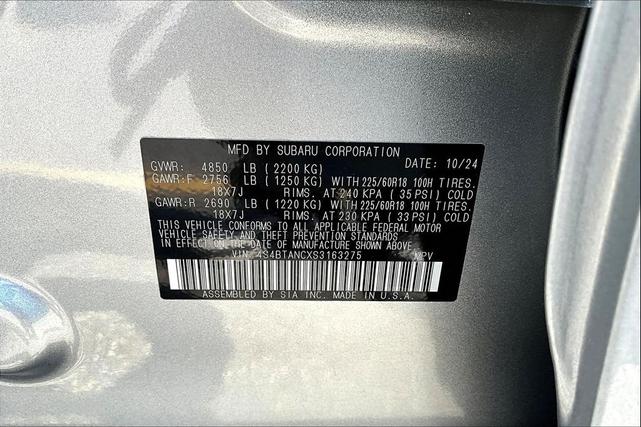 MFD BY SUBARU CORPORATION
GVWR: 4850 LB (2200 KG) DATE: 10/24
GAWR:F 2756 LB (1250 KG) WITH 225/60R18 100H TIRES.
18X7J RIMS. AT 240 KPA (35 PSI) COLD
GAWR:R 2690 LB (1220 KG) WITH 225/60R18 100H TIRES.
18X7J RIMS. AT 230 KPA (33 PSI) COLD
THIS VEHICLE CONFORMS TO ALL APPLICABLE FEDERAL MOTOR
VEHICLE SAFETY AND THEFT PREVENTION STANDARDS
IN EFFECT ON THE DATE OF MANUFACTURE SHOWN ABOVE.
VIN 4S4BTANCXS3163275 MPV
ASSEMBLED BY SIA INC. MADE IN U.S.A.